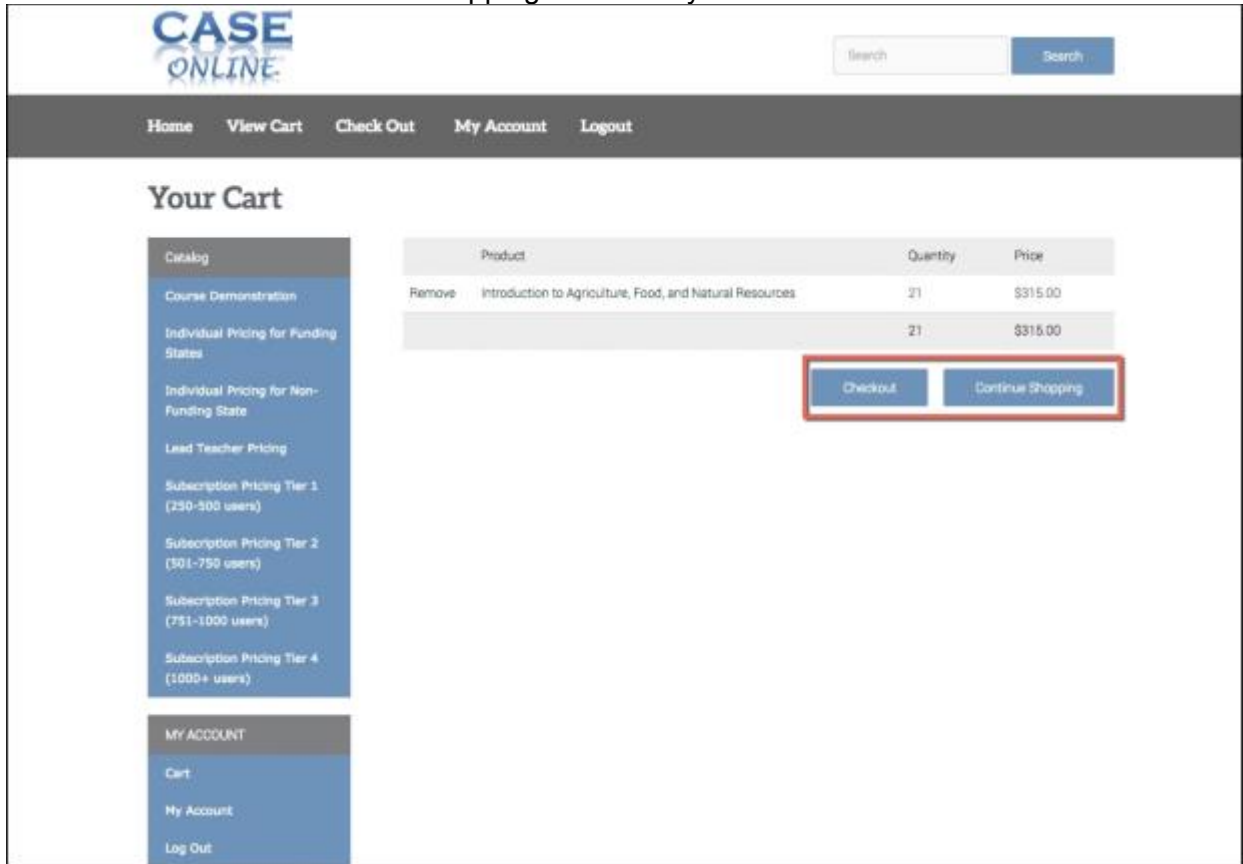 CASE
ONLINE
Search Search
Home View Cart Check Out My Account Logout
Your Cart
Catalog
Course Demonstration
Individual Pricing for Funding
States
Individual Pricing for Non-
Funding State
Lead Teacher Pricing
Subscription Pricing Tier 1
(250-500 users)
Subscription Pricing Tier 2
(501-750 users)
Subscription Pricing Tier 3
(751-1000 users)
Subscription Pricing Tier 4
(1000+ users)
MY ACCOUNT
Cart
My Account
Log Out
Product Quantity Price
Remove Introduction to Agriculture, Food, and Natural Resources 21 $315.00
21 $315.00
Checkout Continue Shopping